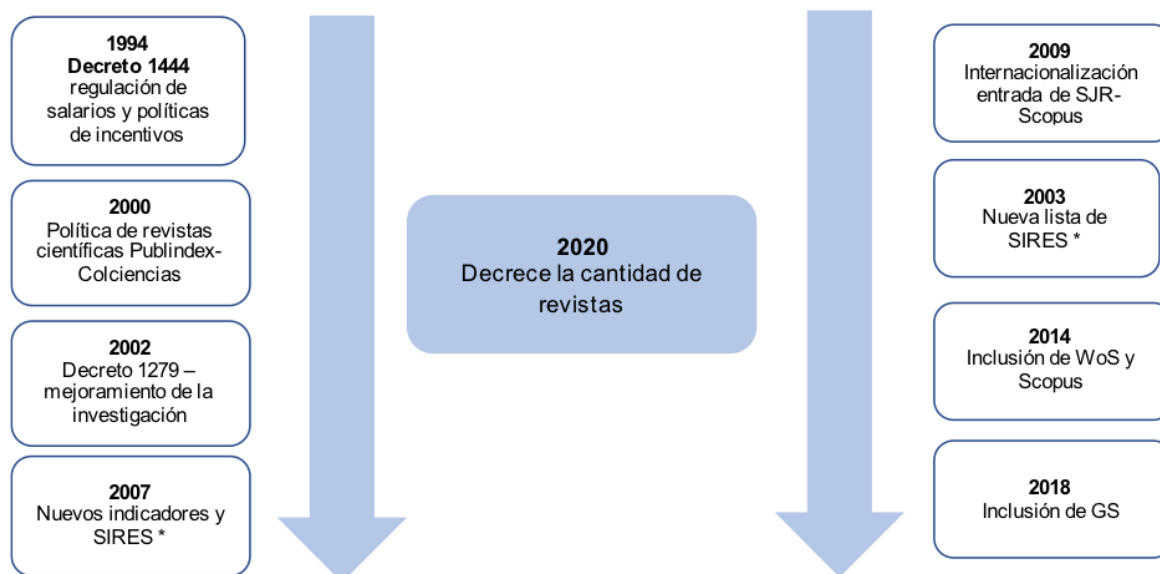 1994
Decreto 1444
regulación de
salarios y políticas
de incentivos
2000
Política de revistas
científicas Publindex-
Colciencias
2002
Decreto 1279 –
mejoramiento de la
investigación
2007
Nuevos indicadores y
SIRES *
2020
Decrece la cantidad de
revistas
2009
Internacionalización
entrada de SJR-
Scopus
2003
Nueva lista de
SIRES *
2014
Inclusión de WoS y
Scopus
2018
Inclusión de GS